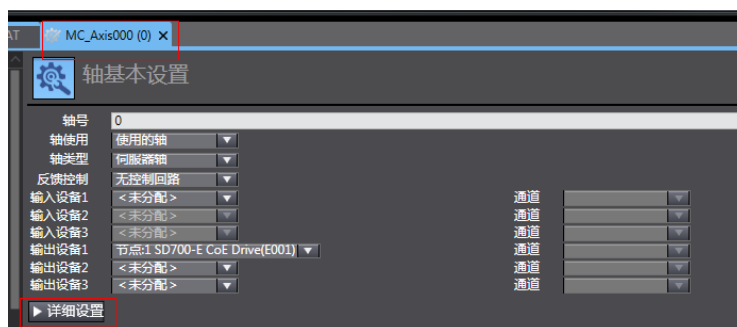 AT MC_Axis000 (0) ×
轴基本设置
轴号 0
轴使用 使用的轴
轴类型 伺服器轴
反馈控制 无控制回路
输入设备1 <未分配> 通道
输入设备2 <未分配> 通道
输入设备3 <未分配> 通道
输出设备1 节点:1 SD700-E CoE Drive(E001) 通道
输出设备2 <未分配> 通道
输出设备3 <未分配> 通道
▶ 详细设置